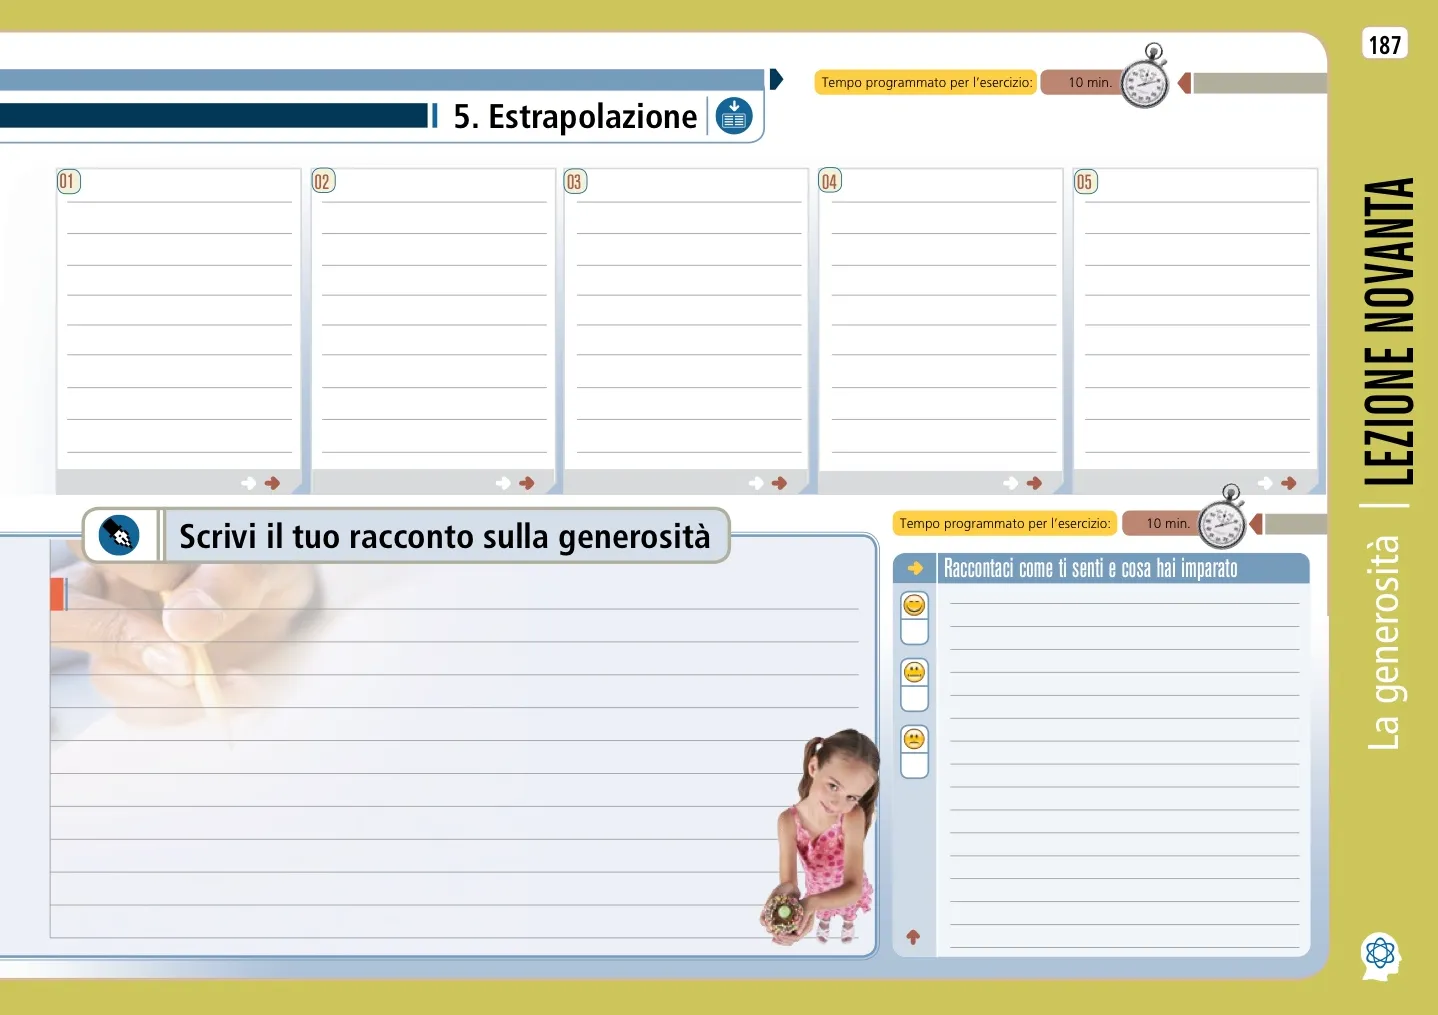 187
Tempo programmato per l'esercizio:
10 min.
5. Estrapolazione
01
02
03
04
05
LEZIONE NOVANTA
La generosità
Scrivi il tuo racconto sulla generosità
Tempo programmato per l'esercizio:
10 min.
Raccontaci come ti senti e cosa hai imparato